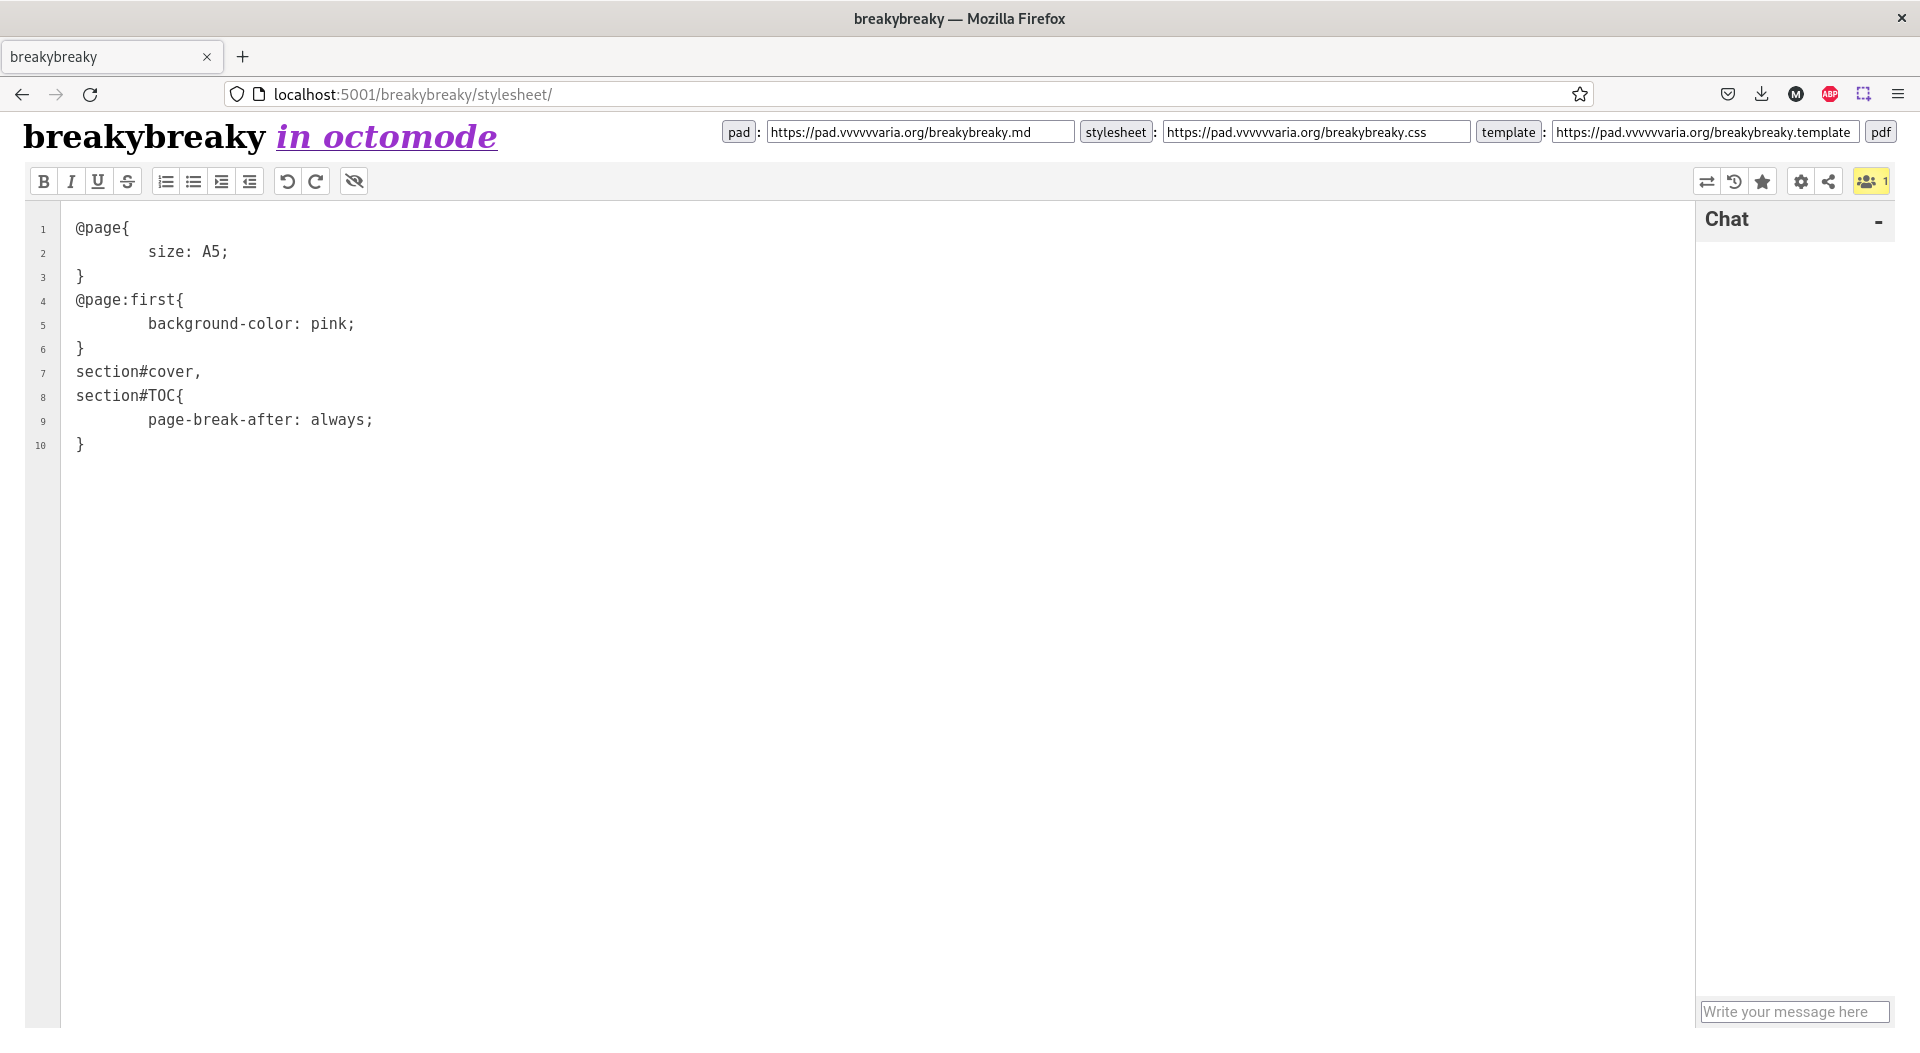 breakybreaky — Mozilla Firefox
breakybreaky
localhost:5001/breakybreaky/stylesheet/
M
ABP
breakybreaky in octomode
pad : https://pad.vvvvvvaria.org/breakybreaky.md stylesheet : https://pad.vvvvvvaria.org/breakybreaky.css template : https://pad.vvvvvvaria.org/breakybreaky.template pdf
B I U S
1
Chat
-
1 @page{
2 size: A5;
3 }
4 @page:first{
5 background-color: pink;
6 }
7 section#cover,
8 section#TOC{
9 page-break-after: always;
10 }
Write your message here